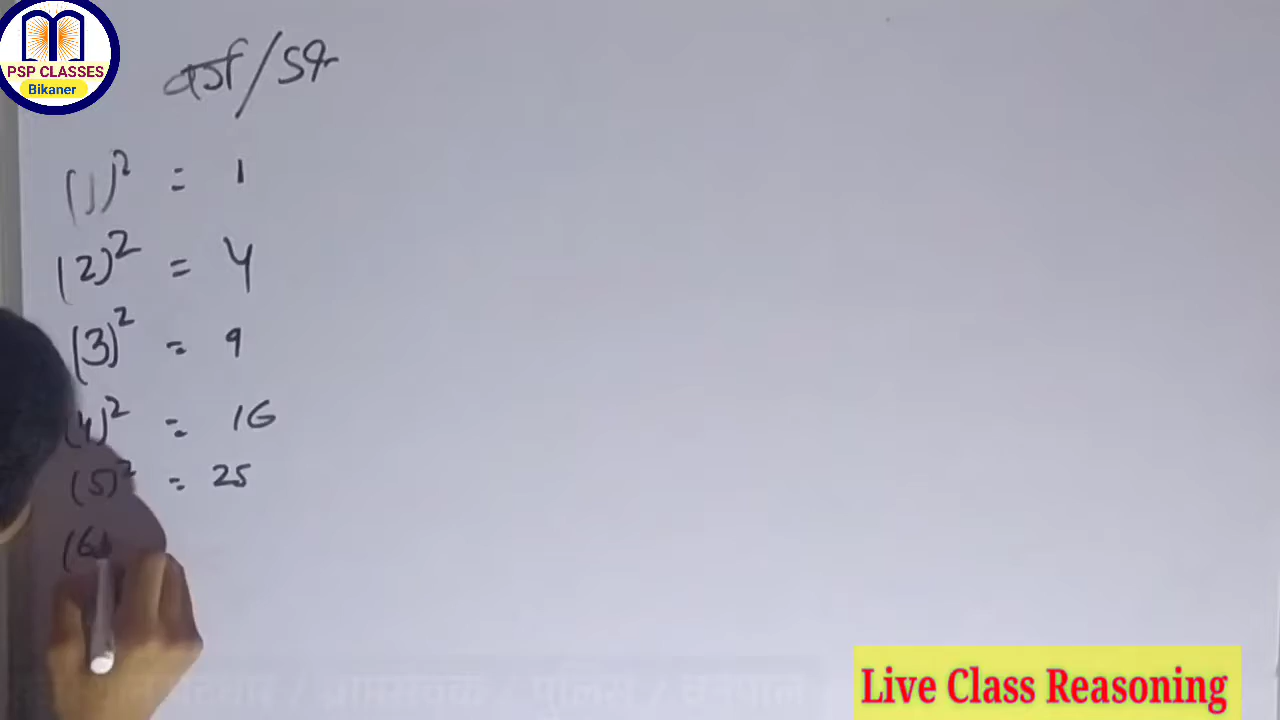 PSP CLASSES
Bikaner
वर्ग/Sq
(1)² = 1
(2)² = 4
(3)² = 9
(4)² = 16
(5)² = 25
(6)
Live Class Reasoning